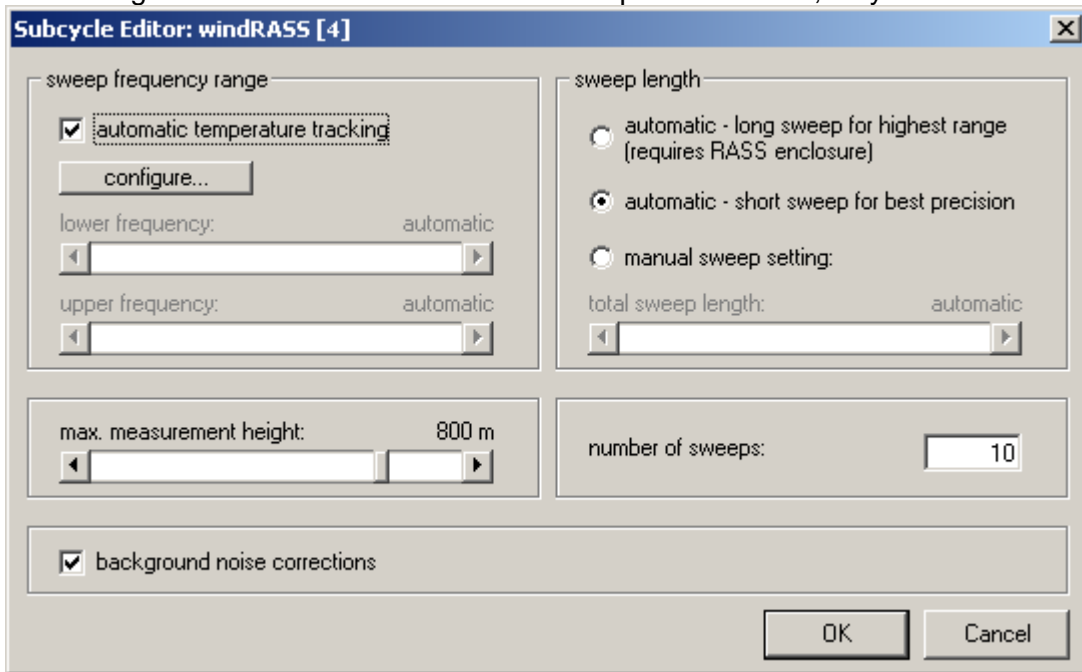 Subcycle Editor: windRASS [4]
sweep frequency range
automatic temperature tracking
configure...
lower frequency: automatic
upper frequency: automatic
sweep length
automatic - long sweep for highest range
(requires RASS enclosure)
automatic - short sweep for best precision
manual sweep setting:
total sweep length: automatic
max. measurement height: 800 m
number of sweeps: 10
background noise corrections
OK Cancel